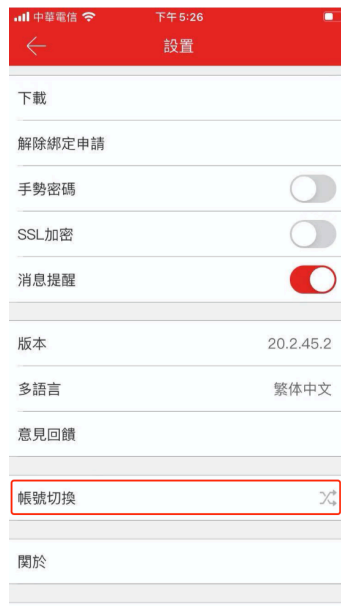 中華電信 下午5:26
設置
下載
解除綁定申請
手勢密碼
SSL加密
消息提醒
版本 20.2.45.2
多語言 繁体中文
意見回饋
帳號切換
関於